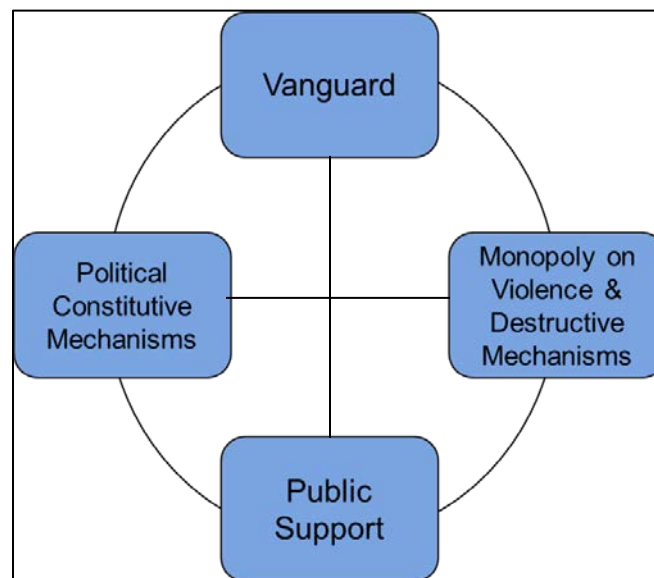 Vanguard
Political
Constitutive
Mechanisms
Monopoly on
Violence &
Destructive
Mechanisms
Public
Support